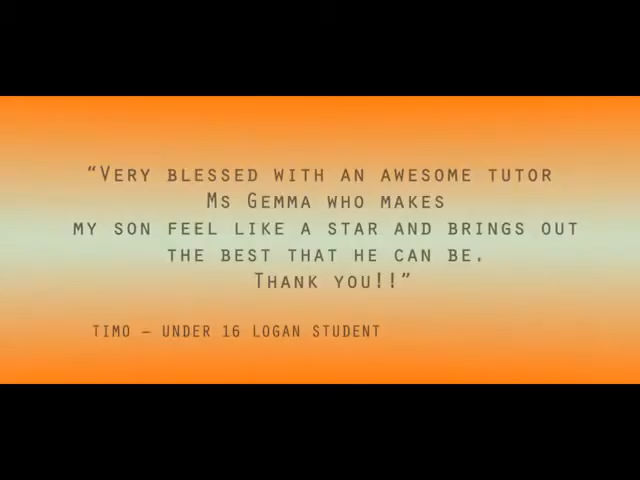 “Very blessed with an awesome tutor
Ms Gemma who makes
my son feel like a star and brings out
the best that he can be.
Thank you!!”
TIMO – UNDER 16 LOGAN STUDENT